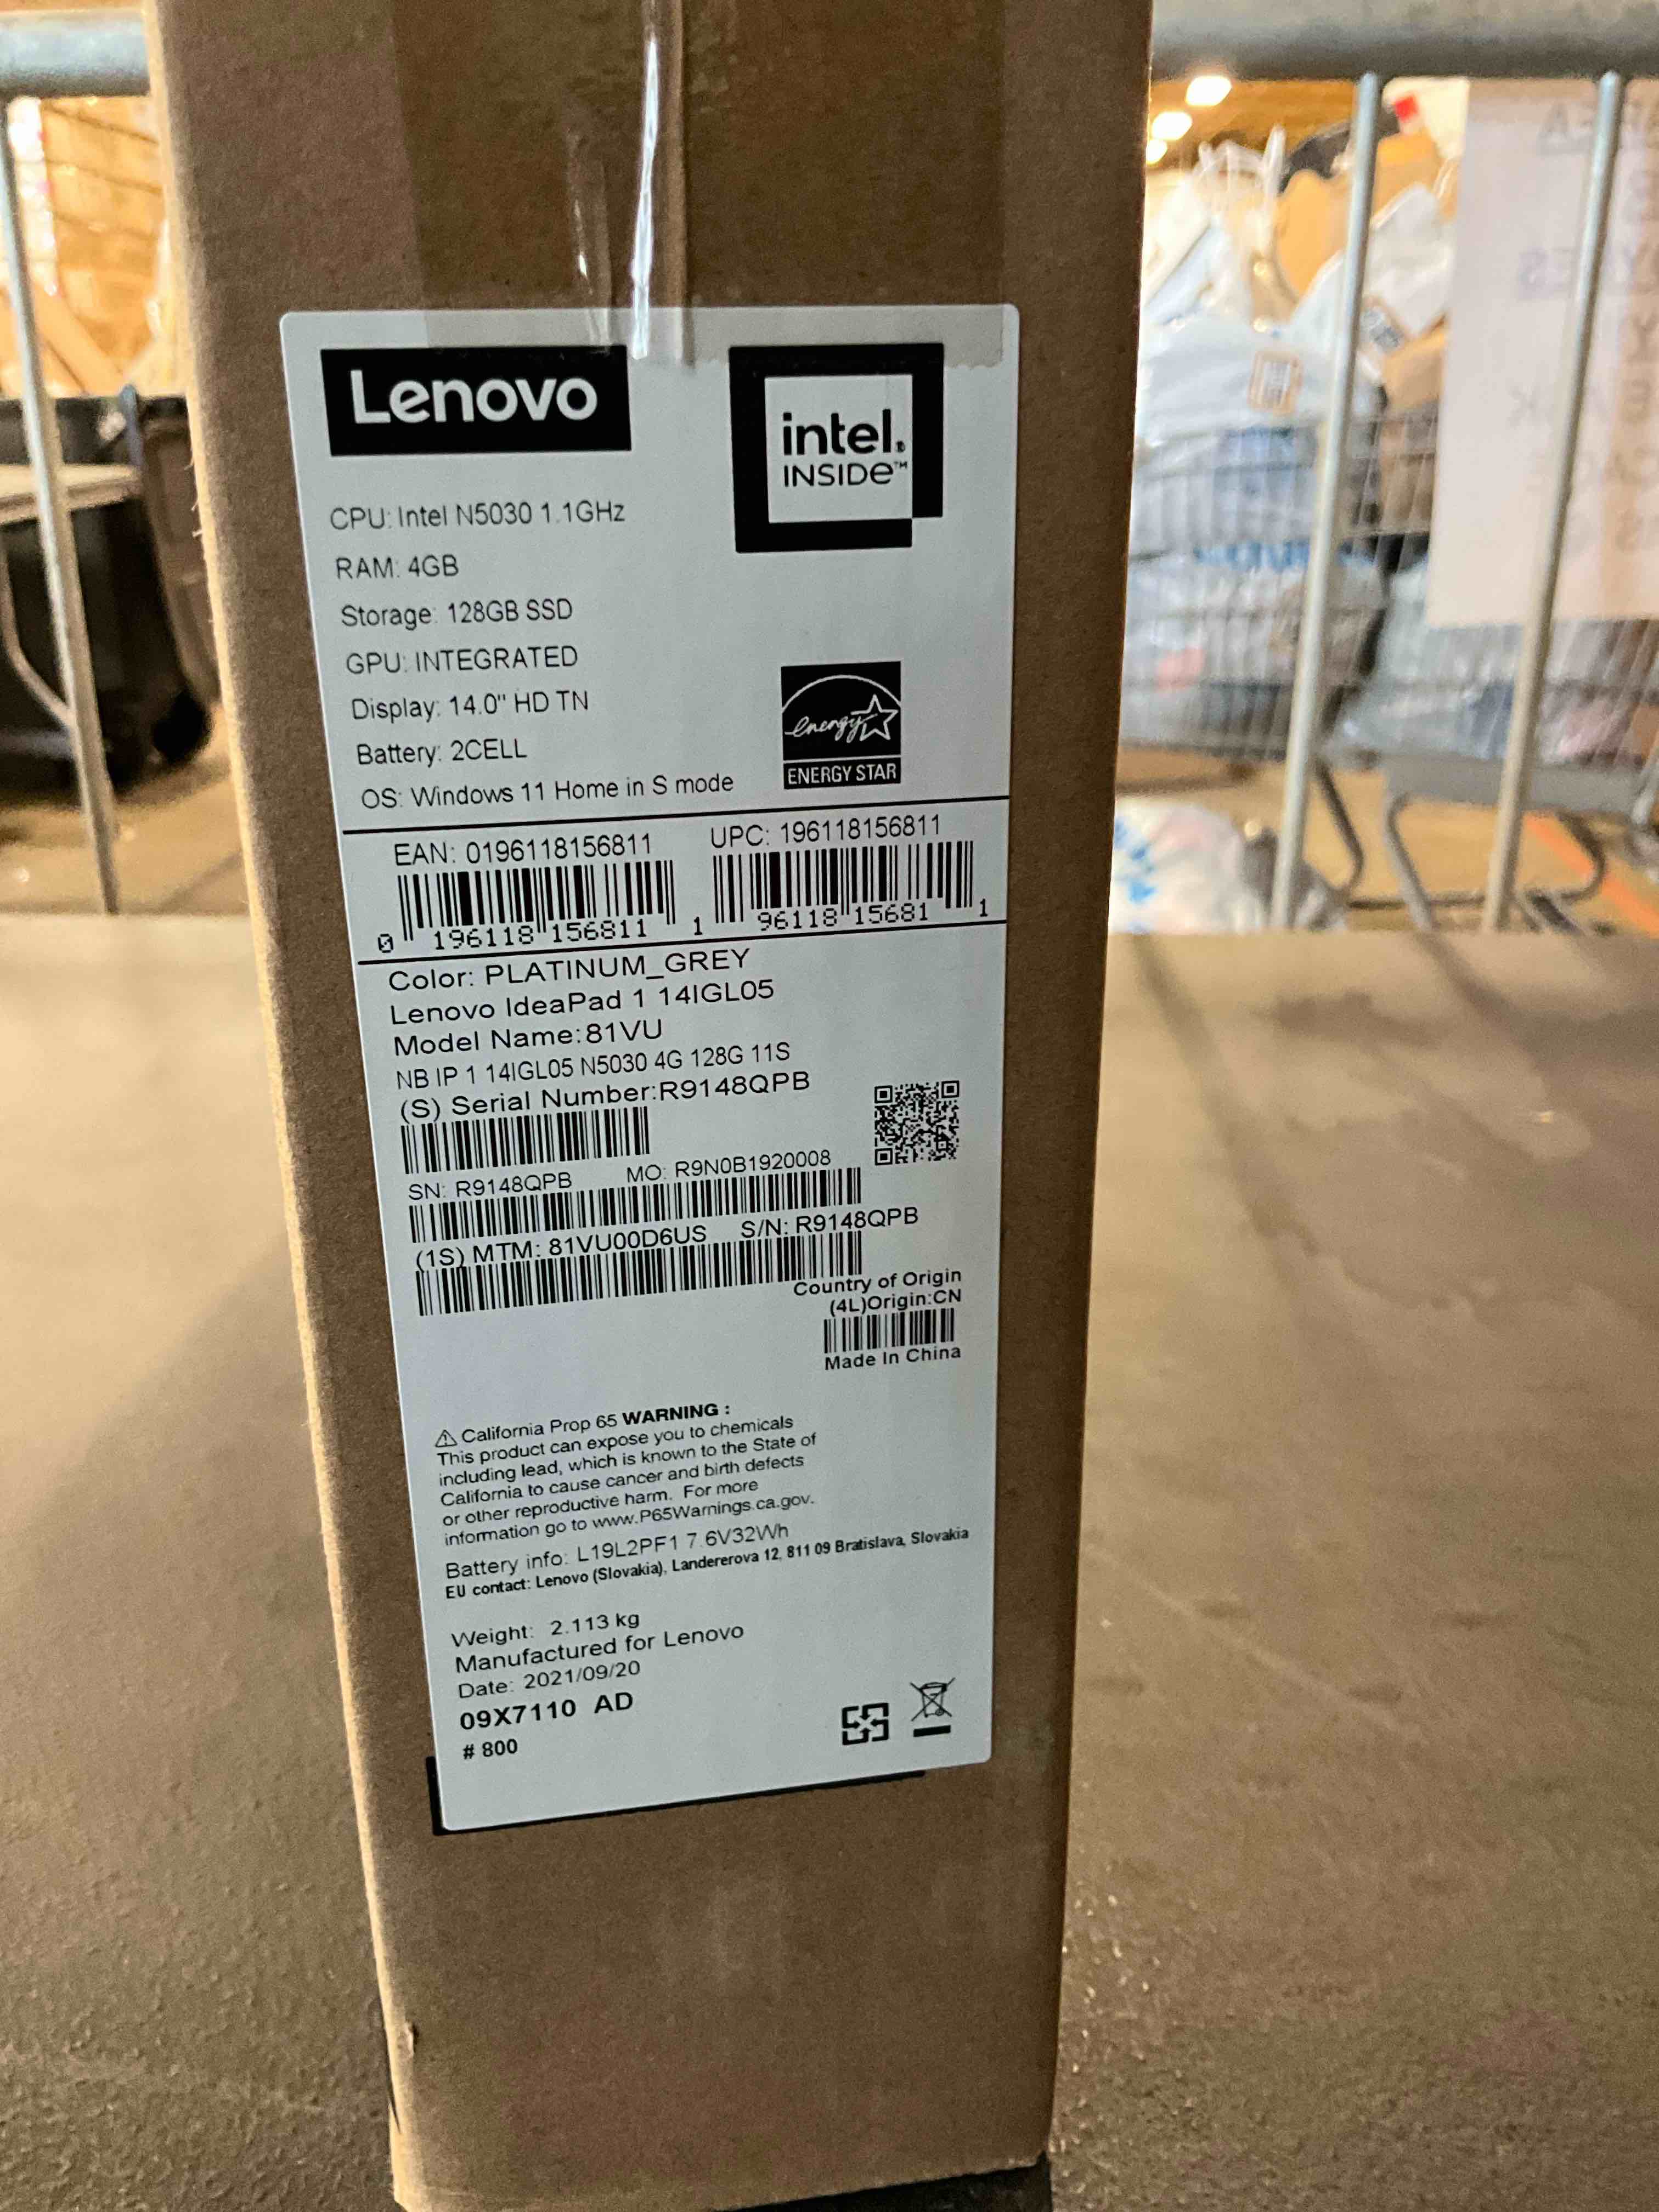 Lenovo
intel.
INSIDE™
CPU: Intel N5030 1.1GHz
RAM: 4GB
Storage: 128GB SSD
GPU: INTEGRATED
Display: 14.0" HD TN
Battery: 2CELL
OS: Windows 11 Home in S mode
energy
ENERGY STAR
EAN: 0196118156811
UPC: 196118156811
0 196118 156811
1 96118 15681 1
Color: PLATINUM_GREY
Lenovo IdeaPad 1 14IGL05
Model Name:81VU
NB IP 1 14IGL05 N5030 4G 128G 11S
(S) Serial Number:R9148QPB
SN: R9148QPB MO: R9N0B1920008
(1S) MTM: 81VU00D6US S/N: R9148QPB
Country of Origin
(4L)Origin:CN
Made In China
⚠ California Prop 65 WARNING :
This product can expose you to chemicals
including lead, which is known to the State of
California to cause cancer and birth defects
or other reproductive harm. For more
information go to www.P65Warnings.ca.gov.
Battery info: L19L2PF1 7.6V32Wh
EU contact: Lenovo (Slovakia), Landererova 12, 811 09 Bratislava, Slovakia
Weight: 2.113 kg
Manufactured for Lenovo
Date: 2021/09/20
09X7110 AD
# 800